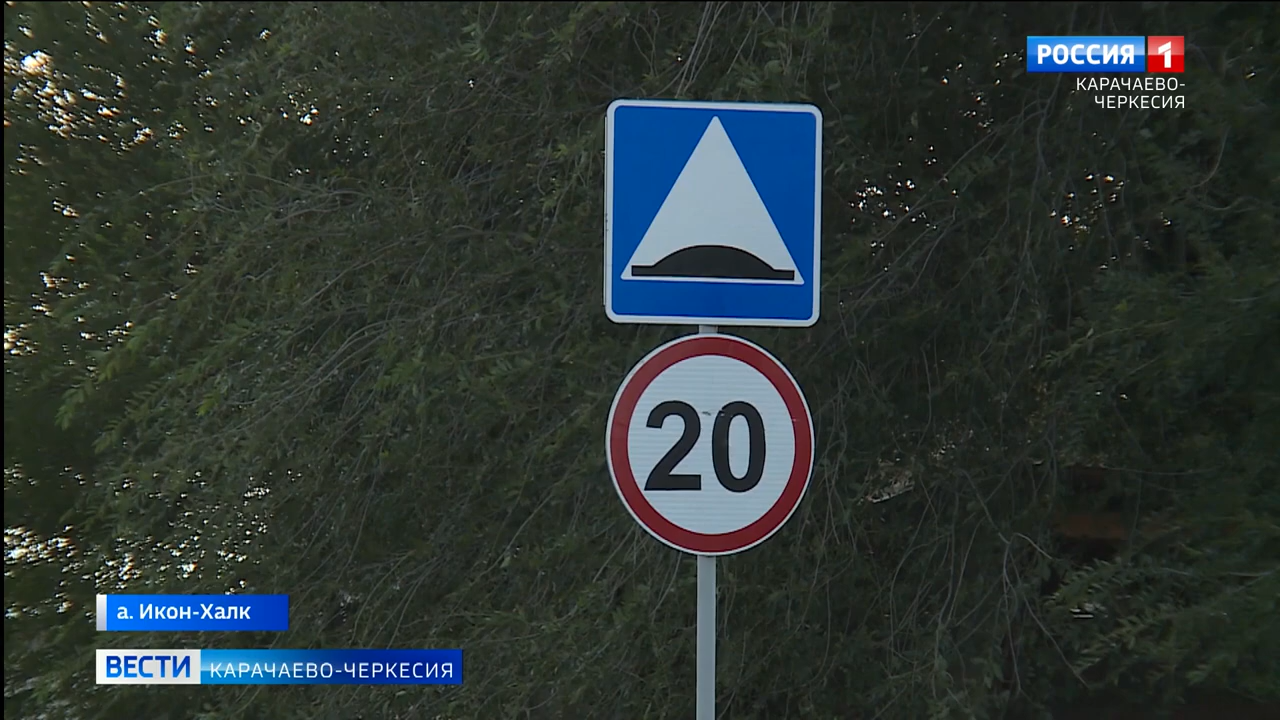 РОССИЯ 1
КАРАЧАЕВО-
ЧЕРКЕСИЯ
20
а. Икон-Халк
ВЕСТИ КАРАЧАЕВО-ЧЕРКЕСИЯ